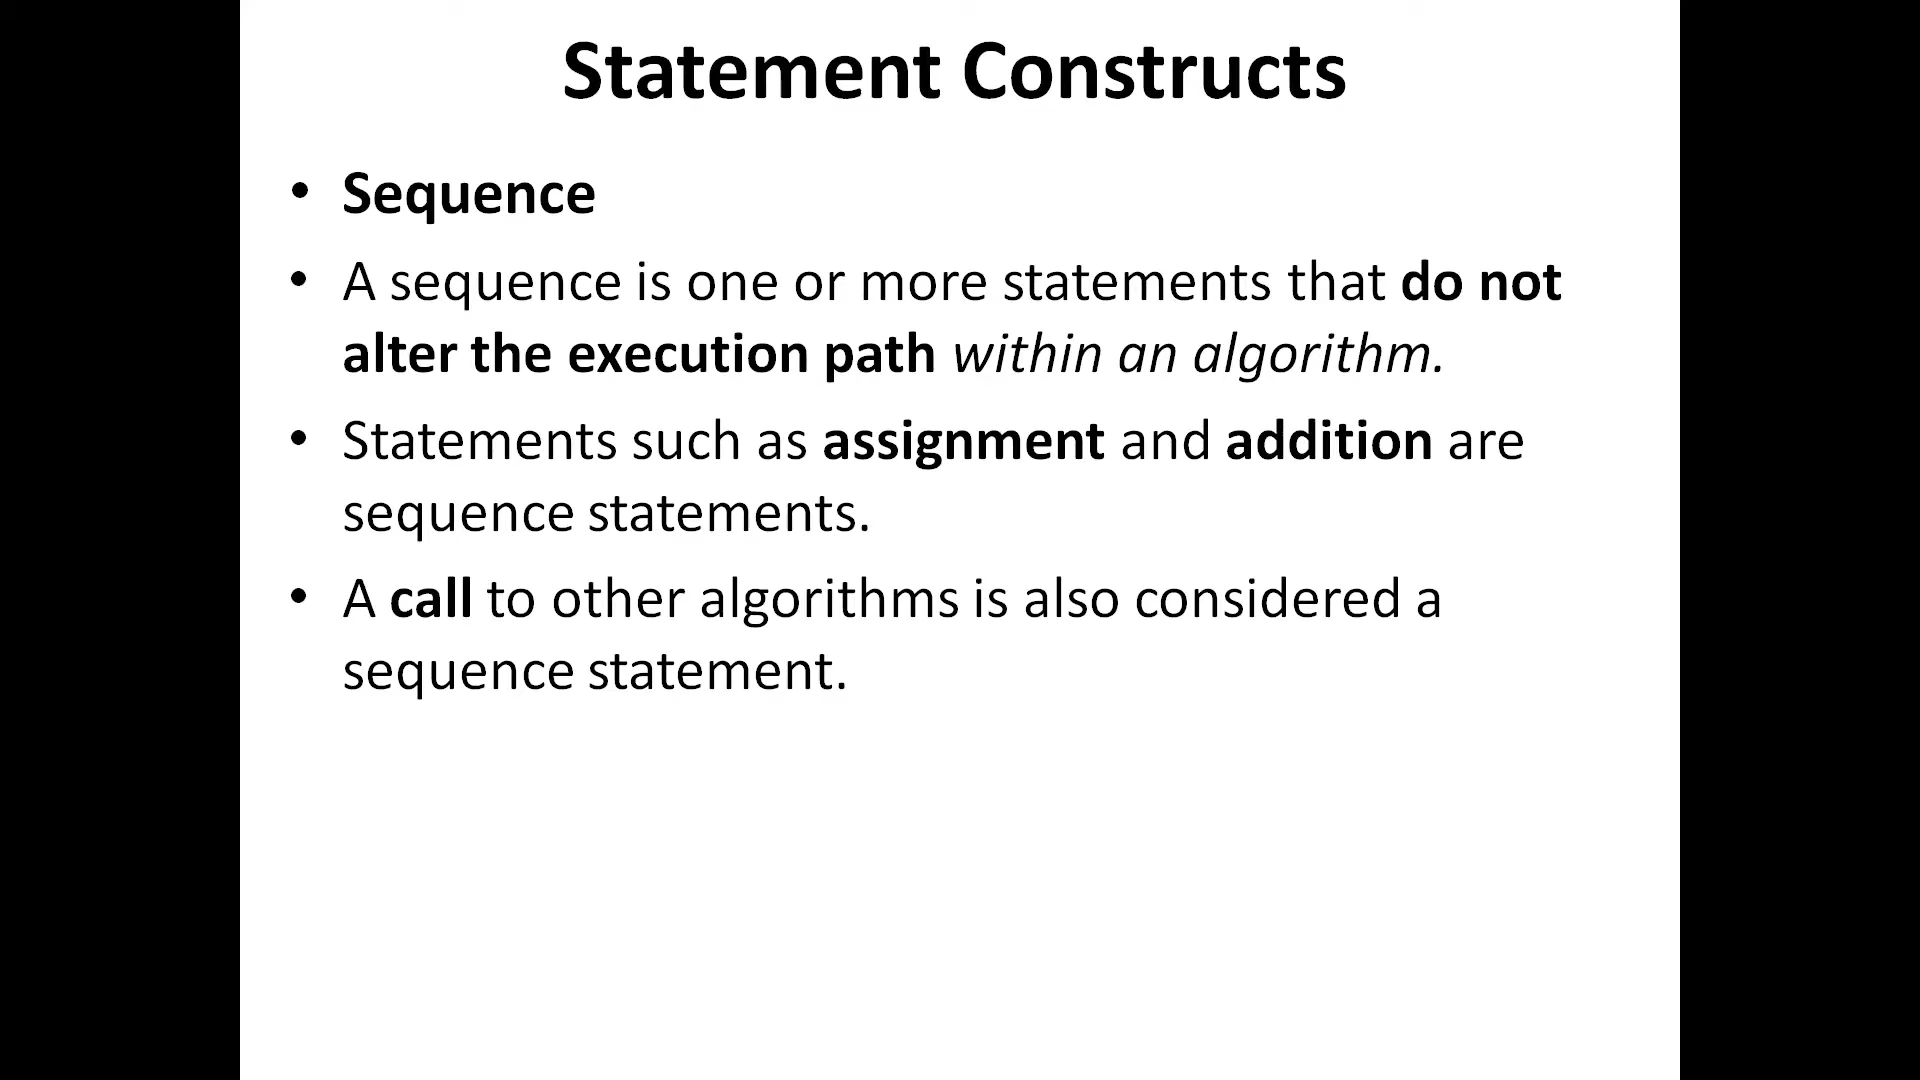 Statement Constructs
• Sequence
• A sequence is one or more statements that do not
alter the execution path within an algorithm.
• Statements such as assignment and addition are
sequence statements.
• A call to other algorithms is also considered a
sequence statement.